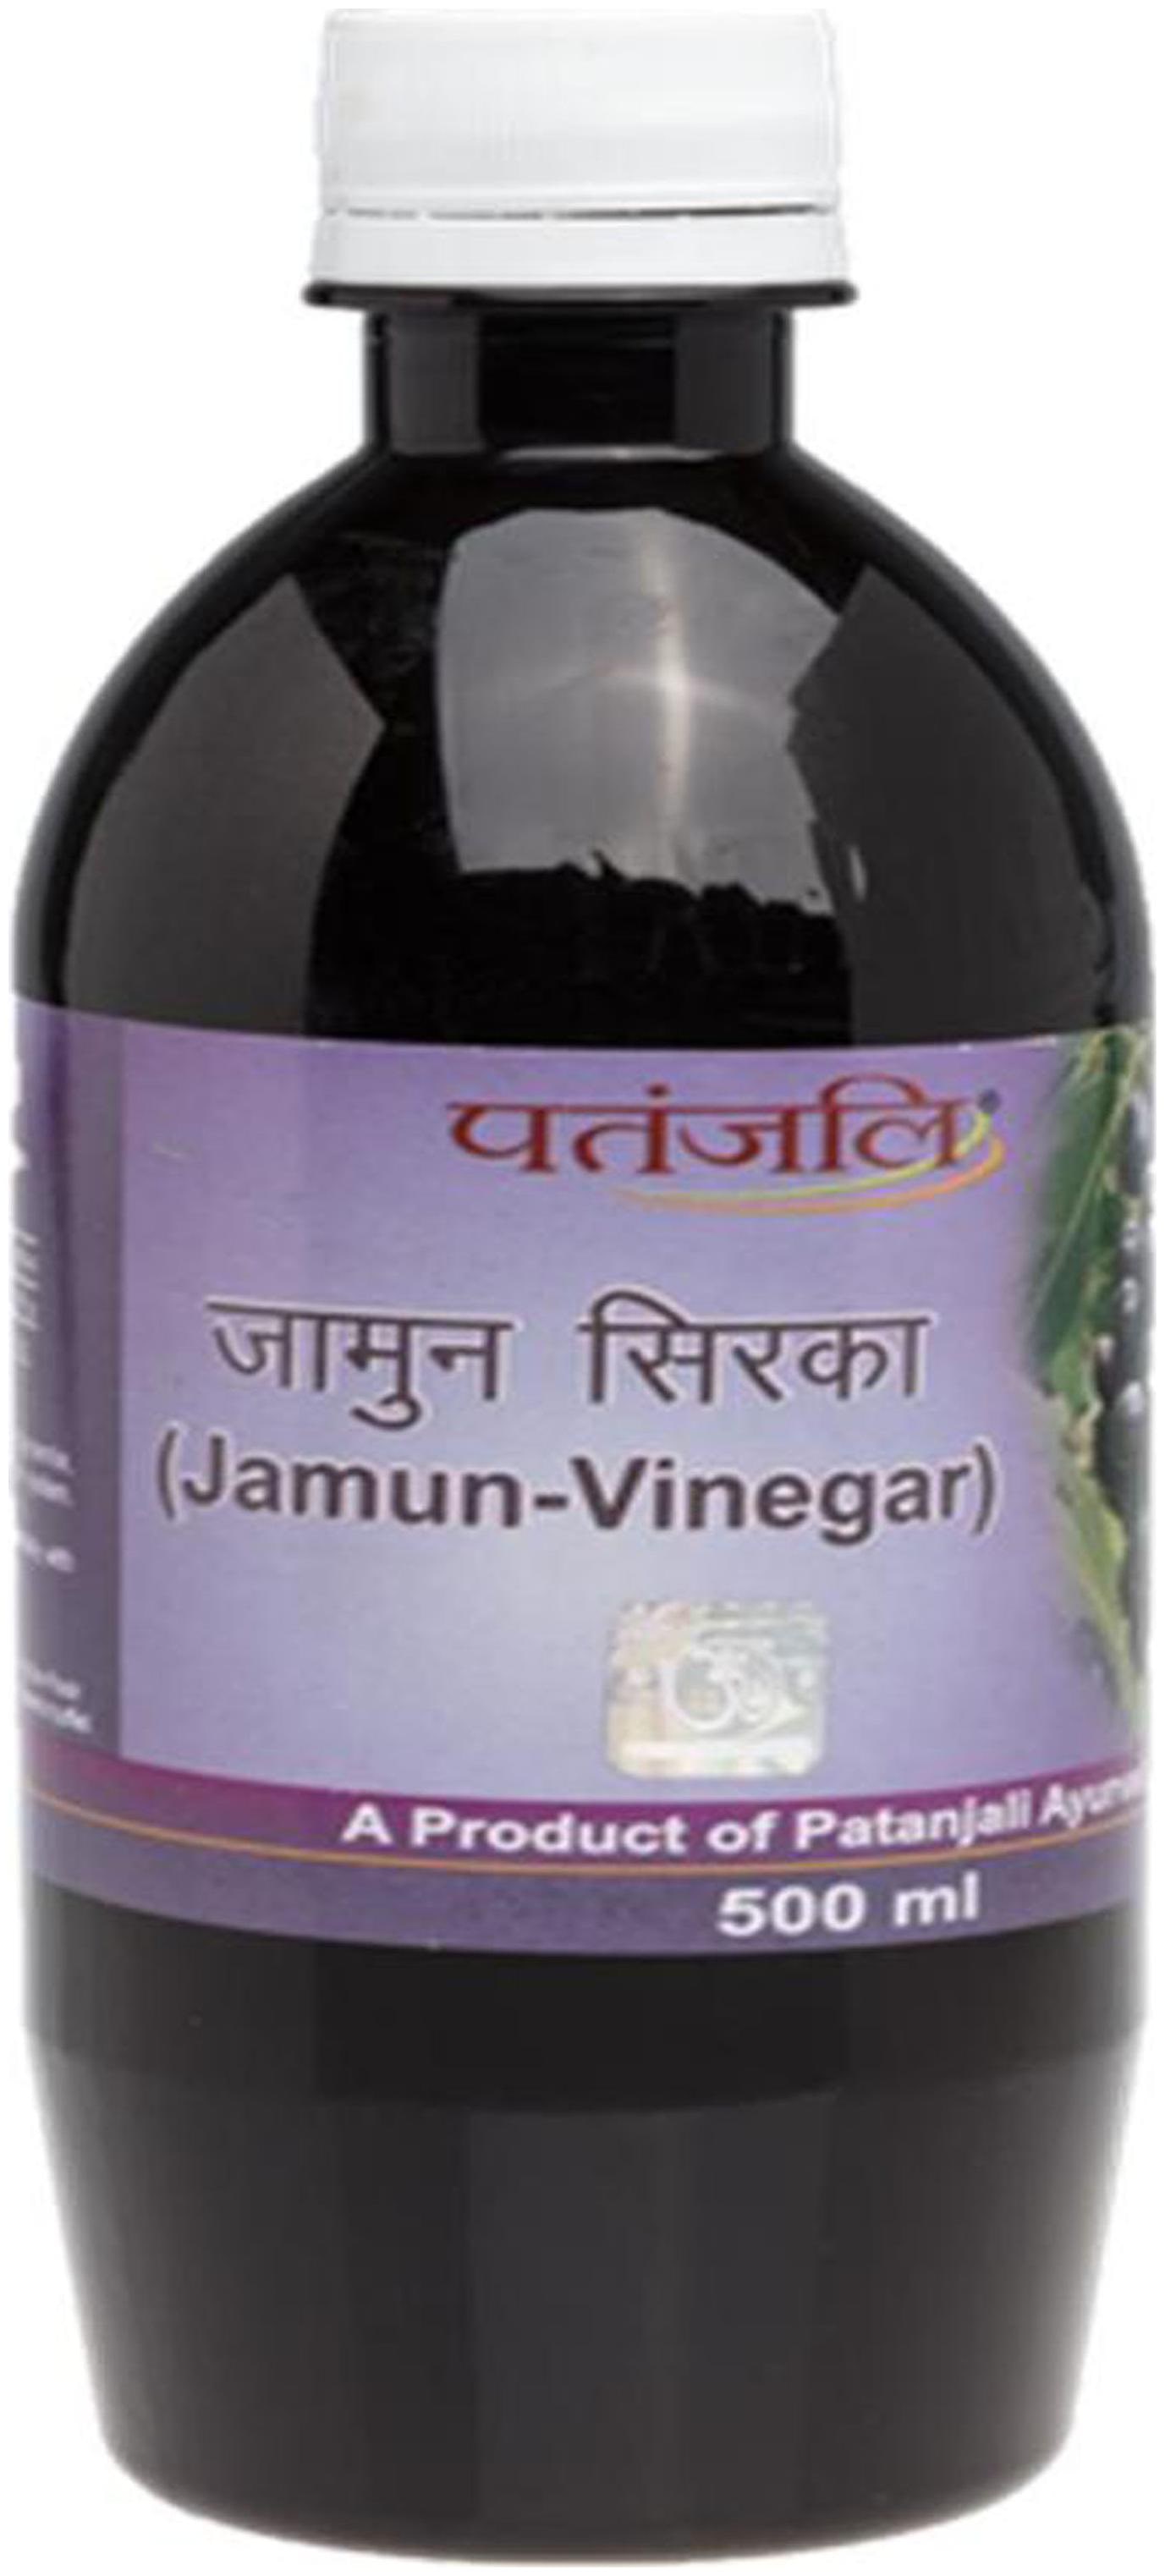 पतंजलि
जामुन सिरका
(Jamun-Vinegar)
ॐ
A Product of Patanjali
500 ml